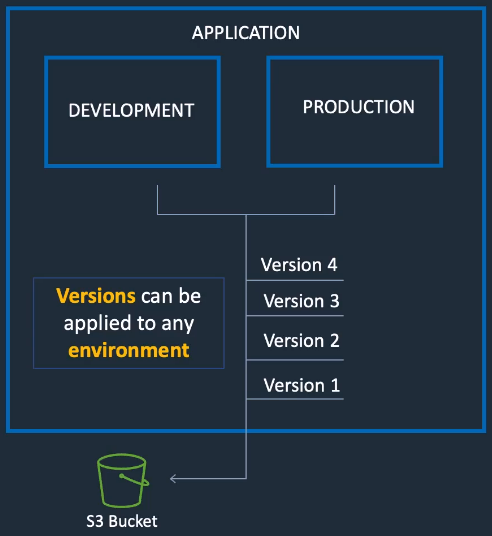 APPLICATION
DEVELOPMENT
PRODUCTION
Version 4
Version 3
Version 2
Version 1
Versions can be
applied to any
environment
S3 Bucket